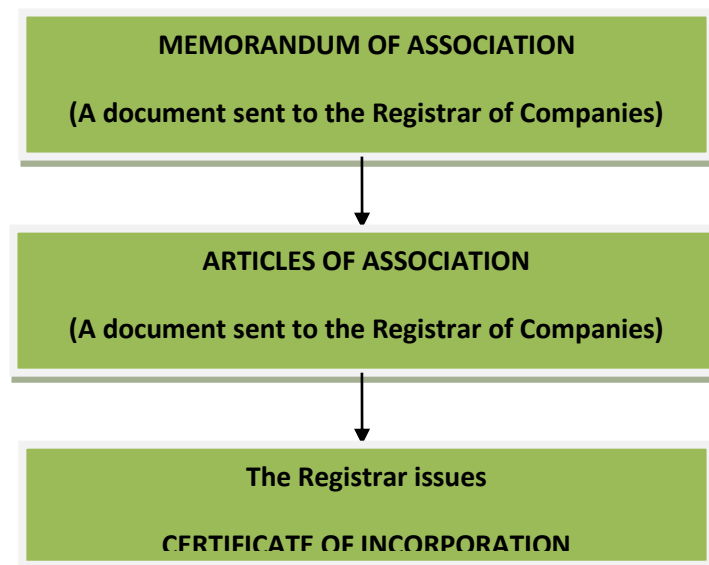 MEMORANDUM OF ASSOCIATION
(A document sent to the Registrar of Companies)
ARTICLES OF ASSOCIATION
(A document sent to the Registrar of Companies)
The Registrar issues
CERTIFICATE OF INCORPORATION